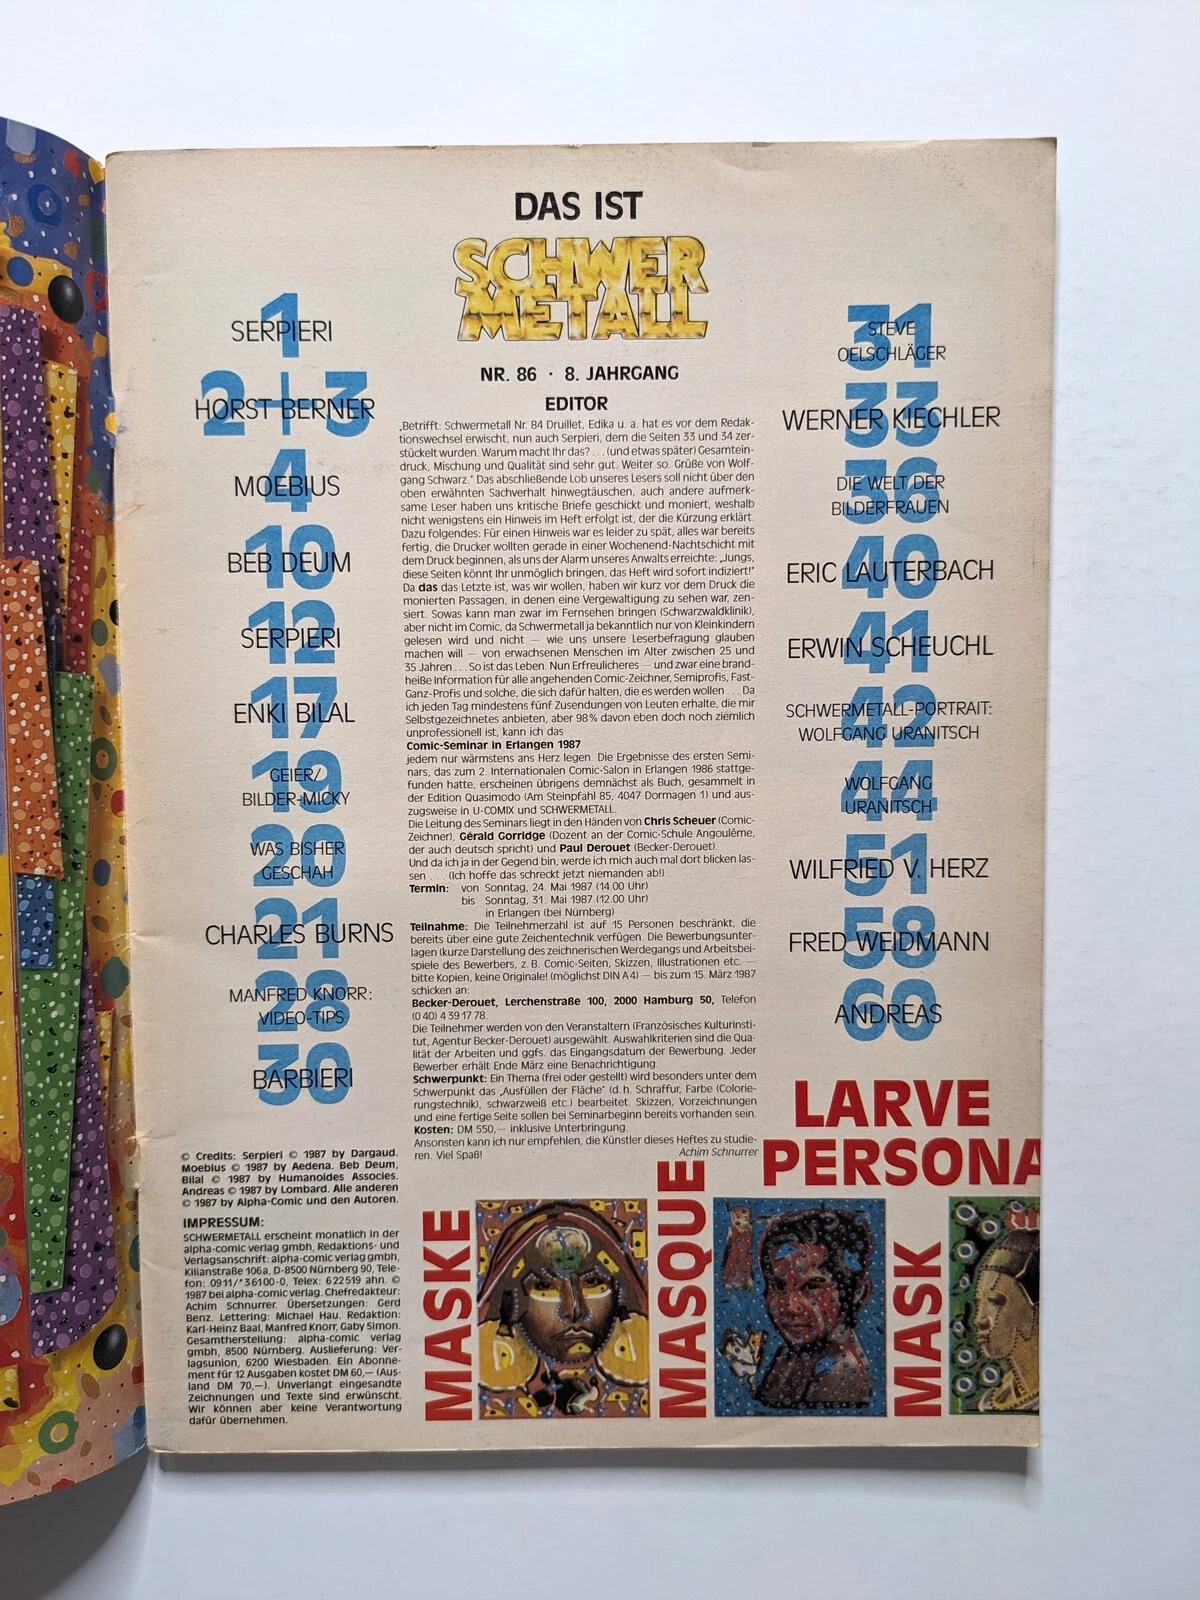 DAS IST
SCHWER
METALL
NR. 86 · 8. JAHRGANG
1
SERPIERI
2+3
HORST BERNER
4
MOEBIUS
10
BEB DEUM
12
SERPIERI
17
ENKI BILAL
19
GEIER/
BILDER-MICKY
20
WAS BISHER
GESCHAH
21
CHARLES BURNS
28
MANFRED KNORR:
VIDEO-TIPS
30
BARBIERI
EDITOR
„Betrifft: Schwermetall Nr. 84 Druillet, Edika u. a. hat es vor dem Redak-
tionswechsel erwischt, nun auch Serpieri, dem die Seiten 33 und 34 zer-
stückelt wurden. Warum macht Ihr das? . . . (und etwas später) Gesamtein-
druck, Mischung und Qualität sind sehr gut. Weiter so. Grüße von Wolf-
gang Schwarz." Das abschließende Lob unseres Lesers soll nicht über den
oben erwähnten Sachverhalt hinwegtäuschen, auch andere aufmerk-
same Leser haben uns kritische Briefe geschickt und moniert, weshalb
nicht wenigstens ein Hinweis im Heft erfolgt ist, der die Kürzung erklärt.
Dazu folgendes: Für einen Hinweis war es leider zu spät, alles war bereits
fertig, die Drucker wollten gerade in einer Wochenend-Nachtschicht mit
dem Druck beginnen, als uns der Alarm unseres Anwalts erreichte: „Jungs,
diese Seiten könnt Ihr unmöglich bringen, das Heft wird sofort indiziert!"
Da das das Letzte ist, was wir wollen, haben wir kurz vor dem Druck die
monierten Passagen, in denen eine Vergewaltigung zu sehen war, zen-
siert. Sowas kann man zwar im Fernsehen bringen (Schwarzwaldklinik),
aber nicht im Comic, da Schwermetall ja bekanntlich nur von Kleinkindern
gelesen wird und nicht — wie uns unsere Leserbefragung glauben
machen will — von erwachsenen Menschen im Alter zwischen 25 und
35 Jahren . . . So ist das Leben. Nun Erfreulicheres — und zwar eine brand-
heiße Information für alle angehenden Comic-Zeichner, Semiprofis, Fast-
Ganz-Profis und solche, die sich dafür halten, die es werden wollen . . . Da
ich jeden Tag mindestens fünf Zusendungen von Leuten erhalte, die mir
Selbstgezeichnetes anbieten, aber 98% davon eben doch noch ziemlich
unprofessionell ist, kann ich das
Comic-Seminar in Erlangen 1987
jedem nur wärmstens ans Herz legen. Die Ergebnisse des ersten Semi-
nars, das zum 2. Internationalen Comic-Salon in Erlangen 1986 stattge-
funden hatte, erscheinen übrigens demnächst als Buch, gesammelt in
der Edition Quasimodo (Am Steinpfahl 85, 4047 Dormagen 1) und aus-
zugsweise in U-COMIX und SCHWERMETALL.
Die Leitung des Seminars liegt in den Händen von Chris Scheuer (Comic-
Zeichner), Gérald Gorridge (Dozent an der Comic-Schule Angoulême,
der auch deutsch spricht) und Paul Derouet (Becker-Derouet).
Und da ich ja in der Gegend bin, werde ich mich auch mal dort blicken las-
sen . . . (Ich hoffe das schreckt jetzt niemanden ab!)
Termin: von Sonntag, 24. Mai 1987 (14.00 Uhr)
bis Sonntag, 31. Mai 1987 (12.00 Uhr)
in Erlangen (bei Nürnberg)
Teilnahme: Die Teilnehmerzahl ist auf 15 Personen beschränkt, die
bereits über eine gute Zeichentechnik verfügen. Die Bewerbungsunter-
lagen (kurze Darstellung des zeichnerischen Werdegangs und Arbeitsbei-
spiele des Bewerbers, z. B. Comic-Seiten, Skizzen, Illustrationen etc. —
bitte Kopien, keine Originale! (möglichst DIN A4) — bis zum 15. März 1987
schicken an:
Becker-Derouet, Lerchenstraße 100, 2000 Hamburg 50, Telefon
(0 40) 4 39 17 78.
Die Teilnehmer werden von den Veranstaltern (Französisches Kulturinsti-
tut, Agentur Becker-Derouet) ausgewählt. Auswahlkriterien sind die Qua-
lität der Arbeiten und ggfs. das Eingangsdatum der Bewerbung. Jeder
Bewerber erhält Ende März eine Benachrichtigung.
Schwerpunkt: Ein Thema (frei oder gestellt) wird besonders unter dem
Schwerpunkt das „Ausfüllen der Fläche" (d. h. Schraffur, Farbe (Colorie-
rungstechnik), schwarzweiß etc.) bearbeitet. Skizzen, Vorzeichnungen
und eine fertige Seite sollen bei Seminarbeginn bereits vorhanden sein.
Kosten: DM 550,— inklusive Unterbringung.
Ansonsten kann ich nur empfehlen, die Künstler dieses Heftes zu studie-
ren. Viel Spaß! Achim Schnurrer
31
STEVE
OELSCHLÄGER
33
WERNER KIECHLER
36
DIE WELT DER
BILDERFRAUEN
40
ERIC LAUTERBACH
41
ERWIN SCHEUCHL
42
SCHWERMETALL-PORTRAIT:
WOLFGANG URANITSCH
44
WOLFGANG
URANITSCH
51
WILFRIED V. HERZ
58
FRED WEIDMANN
60
ANDREAS
© Credits: Serpieri © 1987 by Dargaud.
Moebius © 1987 by Aedena. Beb Deum,
Bilal © 1987 by Humanoides Associes.
Andreas © 1987 by Lombard. Alle anderen
© 1987 by Alpha-Comic und den Autoren.
IMPRESSUM:
SCHWERMETALL erscheint monatlich in der
alpha-comic verlag gmbh, Redaktions- und
Verlagsanschrift: alpha-comic verlag gmbh,
Kilianstraße 106a, D-8500 Nürnberg 90, Tele-
fon: 0911/*36100-0, Telex: 622519 ahn. ©
1987 bei alpha-comic verlag. Chefredakteur:
Achim Schnurrer. Übersetzungen: Gerd
Benz. Lettering: Michael Hau. Redaktion:
Karl-Heinz Baal, Manfred Knorr, Gaby Simon.
Gesamtherstellung: alpha-comic verlag
gmbh, 8500 Nürnberg. Auslieferung: Ver-
lagsunion, 6200 Wiesbaden. Ein Abonne-
ment für 12 Ausgaben kostet DM 60,— (Aus-
land DM 70,—). Unverlangt eingesandte
Zeichnungen und Texte sind erwünscht.
Wir können aber keine Verantwortung
dafür übernehmen.
LARVE
PERSONA
MASKE
MASQUE
MASK